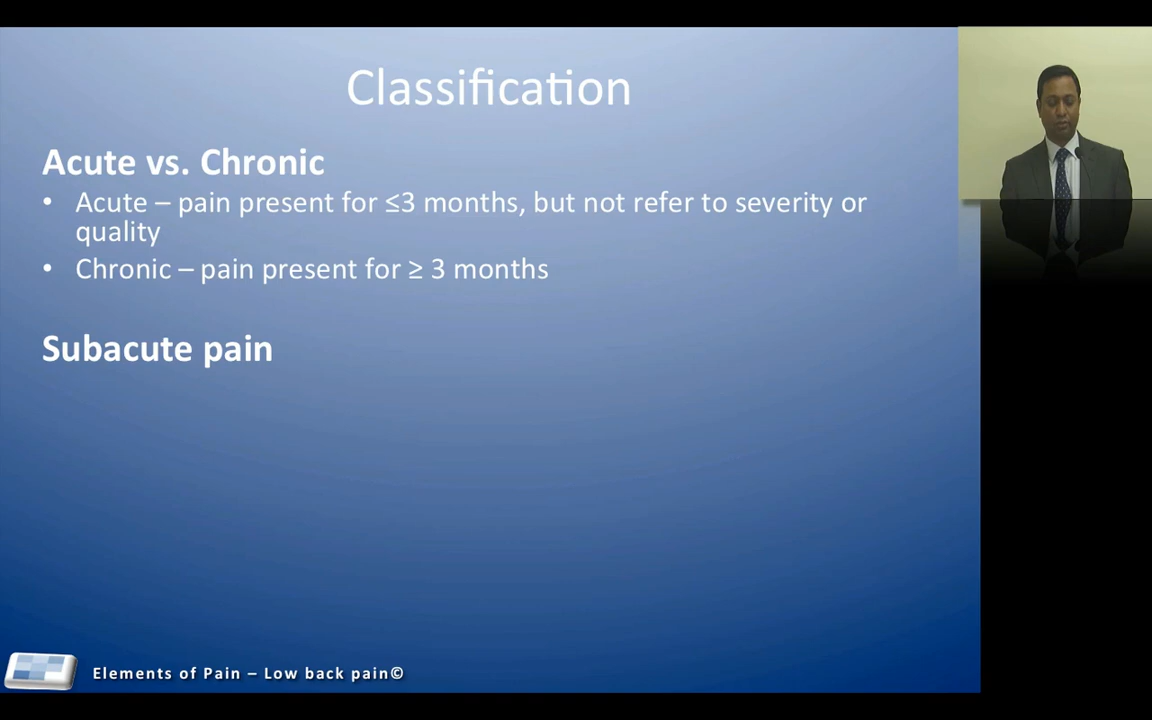 Classification
Acute vs. Chronic
• Acute – pain present for ≤3 months, but not refer to severity or
quality
• Chronic – pain present for ≥ 3 months
Subacute pain
Elements of Pain – Low back pain©